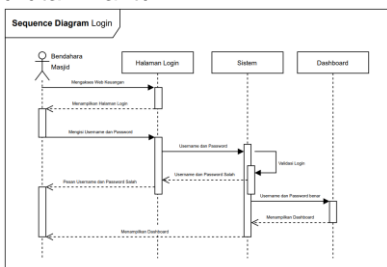 Sequence Diagram Login
Bendahara
Masjid
Halaman Login
Sistem
Dashboard
Mengakses Web Keuangan
Menampilkan Halaman Login
Mengisi Username dan Password
Username dan Password
Validasi Login
Username dan Password Salah
Pesan Username dan Password Salah
Username dan Password benar
Menampilkan Dashboard
Menampilkan Dashboard